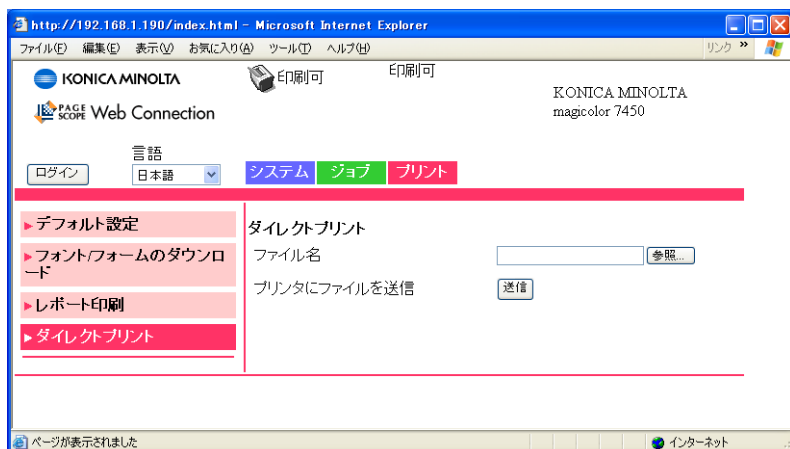 http://192.168.1.190/index.html - Microsoft Internet Explorer
ファイル(F) 編集(E) 表示(V) お気に入り(A) ツール(T) ヘルプ(H) リンク »
KONICA MINOLTA
印刷可
印刷可
KONICA MINOLTA
magicolor 7450
PAGE SCOPE Web Connection
言語
ログイン 日本語 システム ジョブ プリント
デフォルト設定
フォント/フォームのダウンロ
ード
レポート印刷
ダイレクトプリント
ダイレクトプリント
ファイル名 参照...
プリンタにファイルを送信 送信
ページが表示されました インターネット